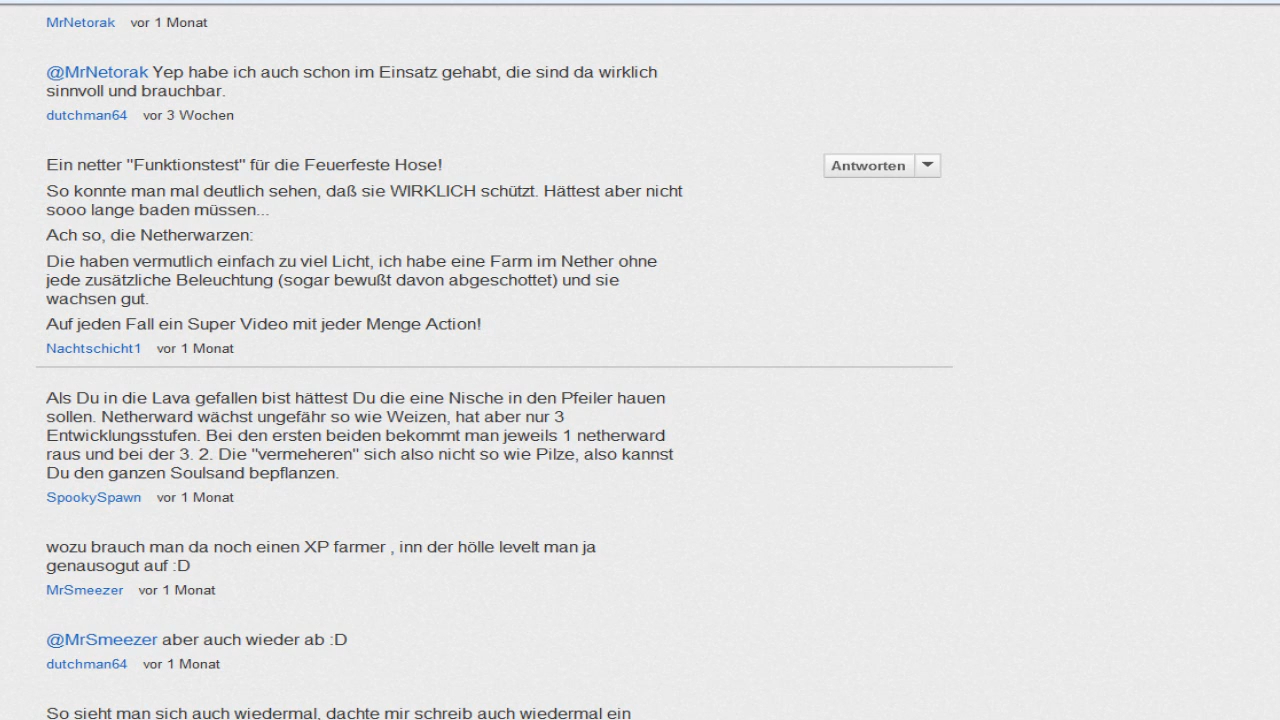 MrNetorak vor 1 Monat
@MrNetorak Yep habe ich auch schon im Einsatz gehabt, die sind da wirklich
sinnvoll und brauchbar.
dutchman64 vor 3 Wochen
Ein netter "Funktionstest" für die Feuerfeste Hose!
Antworten
So konnte man mal deutlich sehen, daß sie WIRKLICH schützt. Hättest aber nicht
sooo lange baden müssen...
Ach so, die Netherwarzen:
Die haben vermutlich einfach zu viel Licht, ich habe eine Farm im Nether ohne
jede zusätzliche Beleuchtung (sogar bewußt davon abgeschottet) und sie
wachsen gut.
Auf jeden Fall ein Super Video mit jeder Menge Action!
Nachtschicht1 vor 1 Monat
Als Du in die Lava gefallen bist hättest Du die eine Nische in den Pfeiler hauen
sollen. Netherward wächst ungefähr so wie Weizen, hat aber nur 3
Entwicklungsstufen. Bei den ersten beiden bekommt man jeweils 1 netherward
raus und bei der 3. 2. Die "vermeheren" sich also nicht so wie Pilze, also kannst
Du den ganzen Soulsand bepflanzen.
SpookySpawn vor 1 Monat
wozu brauch man da noch einen XP farmer , inn der hölle levelt man ja
genausogut auf :D
MrSmeezer vor 1 Monat
@MrSmeezer aber auch wieder ab :D
dutchman64 vor 1 Monat
So sieht man sich auch wiedermal, dachte mir schreib auch wiedermal ein